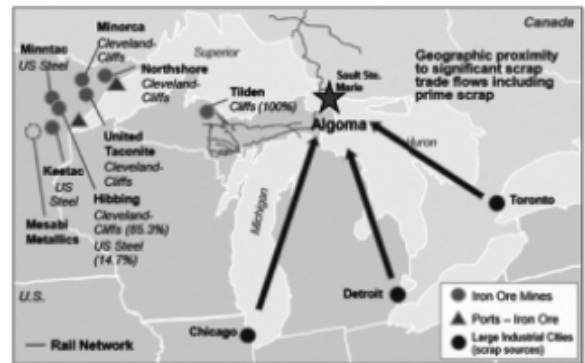 Canada
Minntac
US Steel
Minorca
Cleveland-
Cliffs
Northshore
Cleveland-
Cliffs
Superior
Tilden
Cliffs (100%)
Sault Ste.
Marie
Algoma
Geographic proximity
to significant scrap
trade flows including
prime scrap
United
Taconite
Cleveland-
Cliffs
Keetac
US
Steel
Hibbing
Cleveland-
Cliffs (85.3%)
US Steel
(14.7%)
Mesabi
Metallics
Huron
Michigan
Toronto
Detroit
Chicago
U.S.
Rail Network
Iron Ore Mines
Ports – Iron Ore
Large Industrial Cities
(scrap sources)